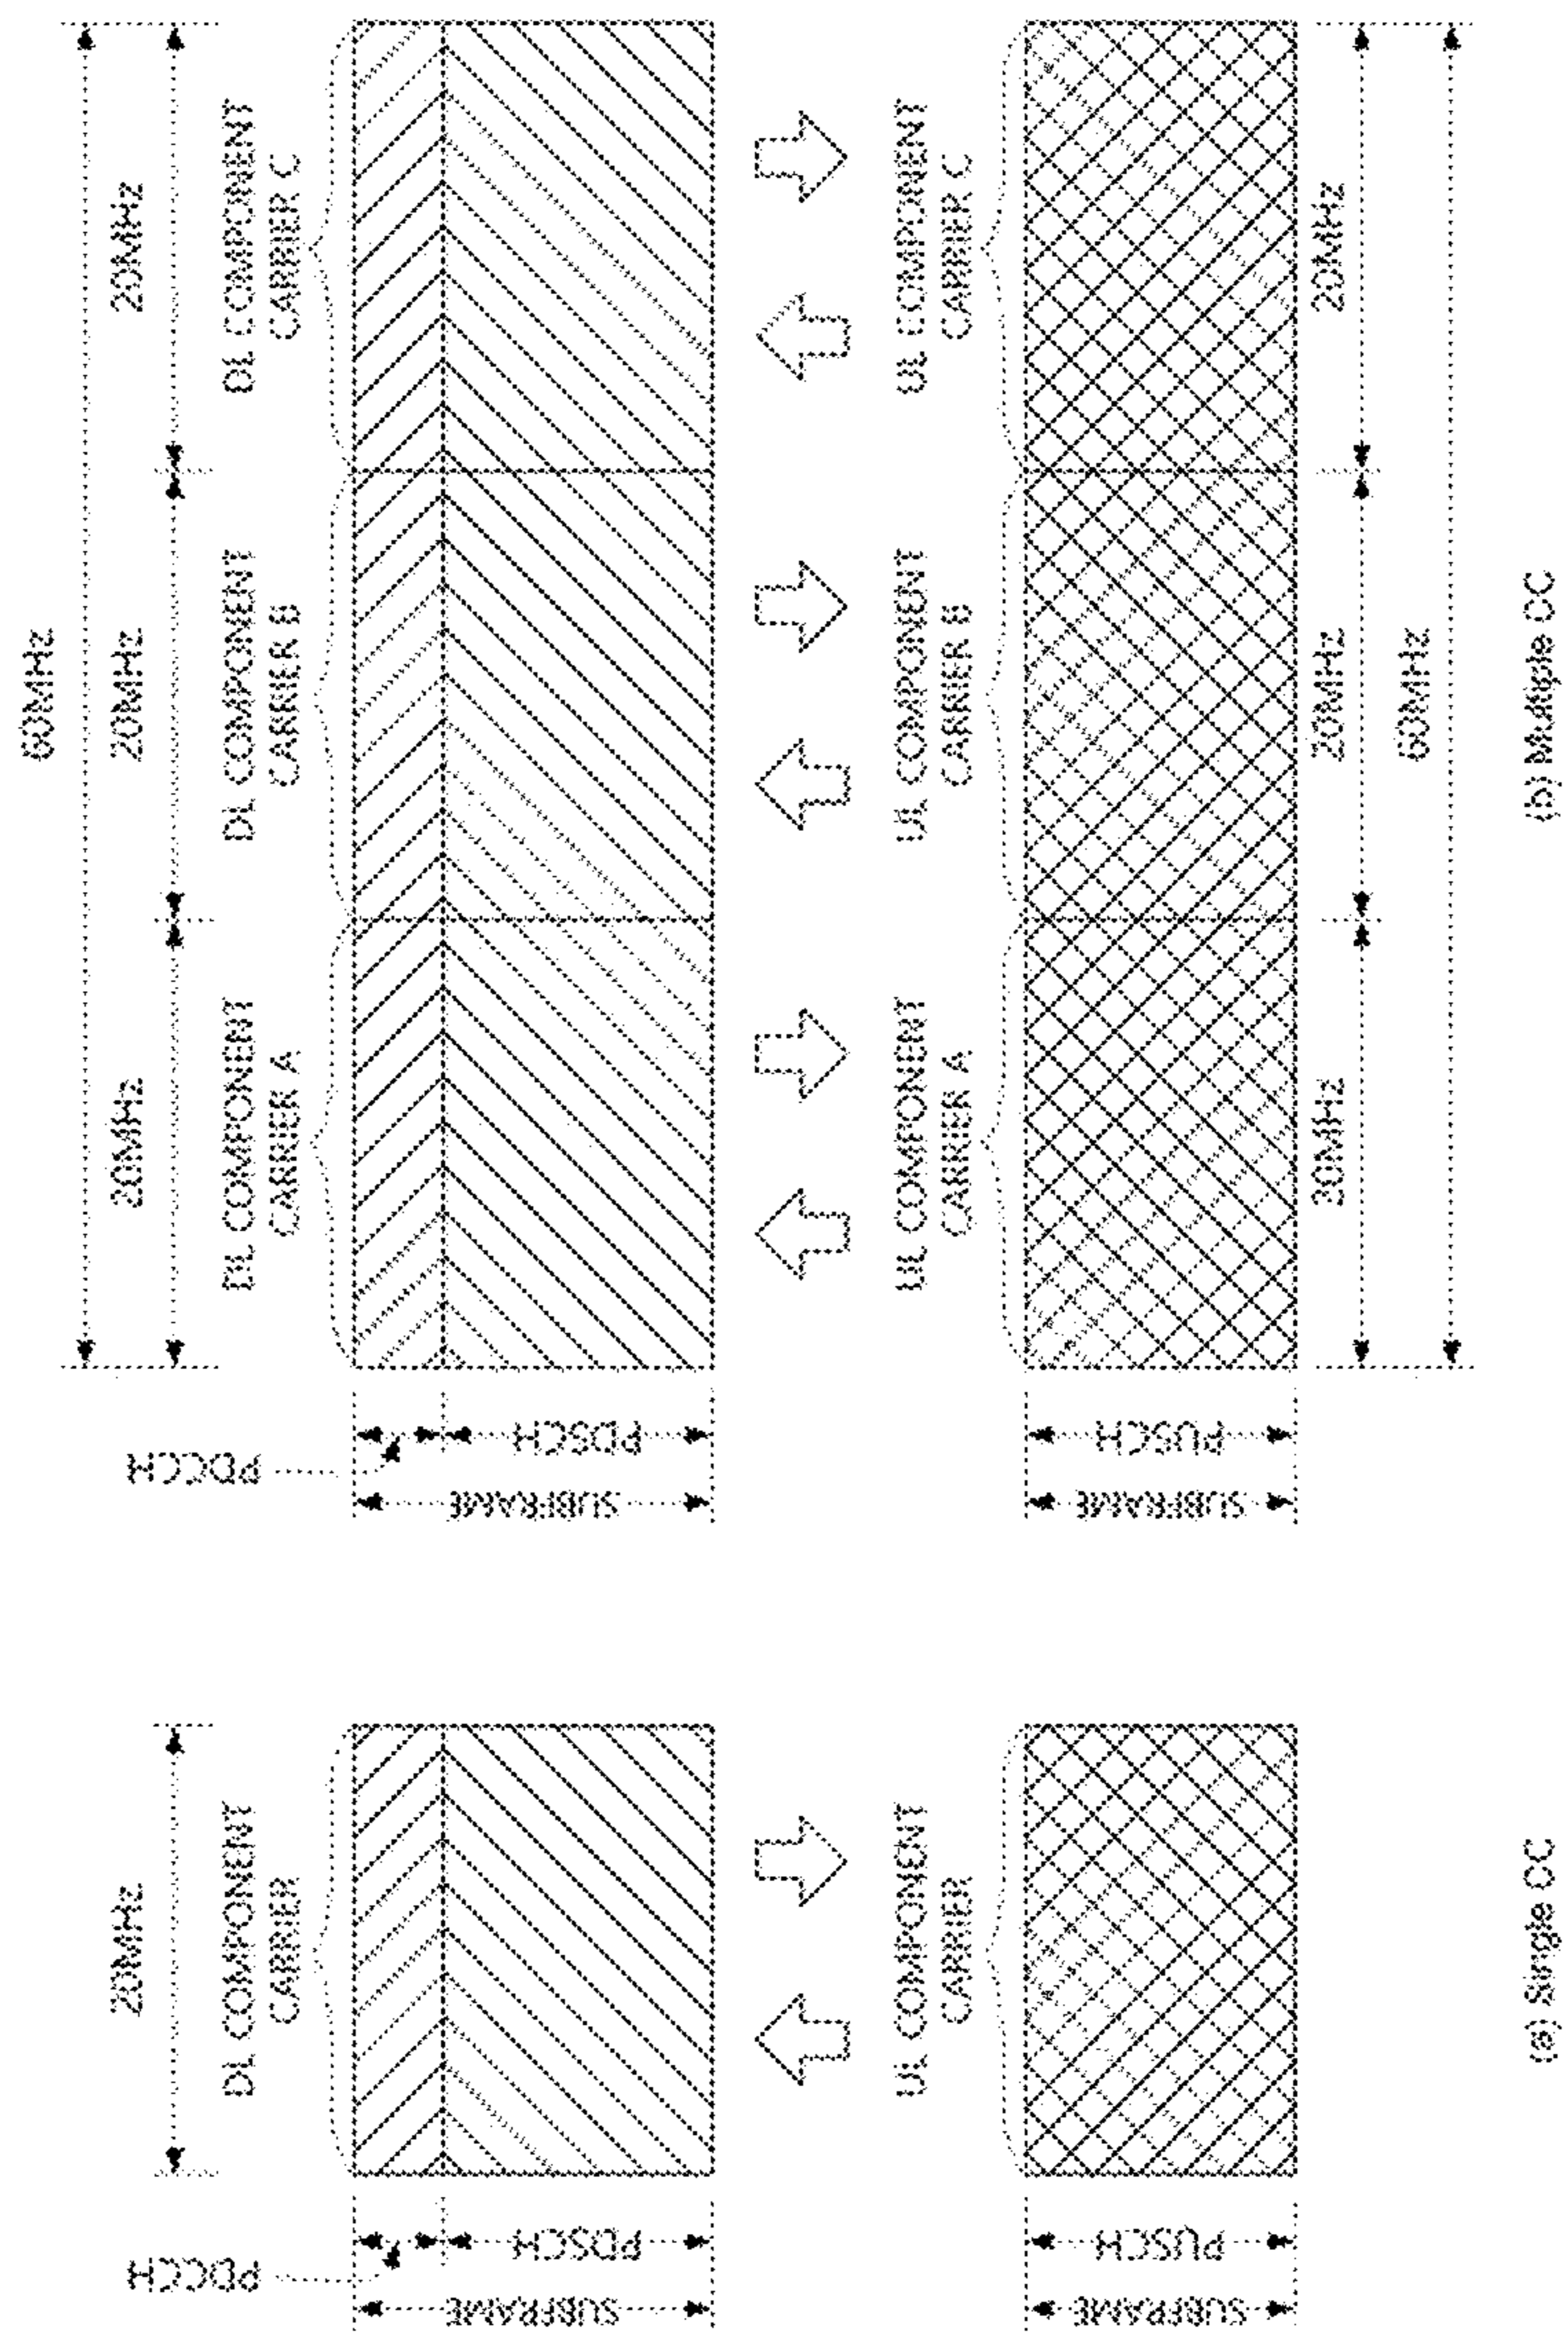 20MHz
DL COMPONENT
CARRIER
PDCCH
PDSCH
SUBFRAME
UL COMPONENT
CARRIER
PUSCH
SUBFRAME
(a) Single CC
60MHz
20MHz
20MHz
20MHz
DL COMPONENT
CARRIER A
DL COMPONENT
CARRIER B
DL COMPONENT
CARRIER C
PDCCH
PDSCH
SUBFRAME
UL COMPONENT
CARRIER A
UL COMPONENT
CARRIER B
UL COMPONENT
CARRIER C
PUSCH
SUBFRAME
20MHz
20MHz
20MHz
60MHz
(b) Multiple CC